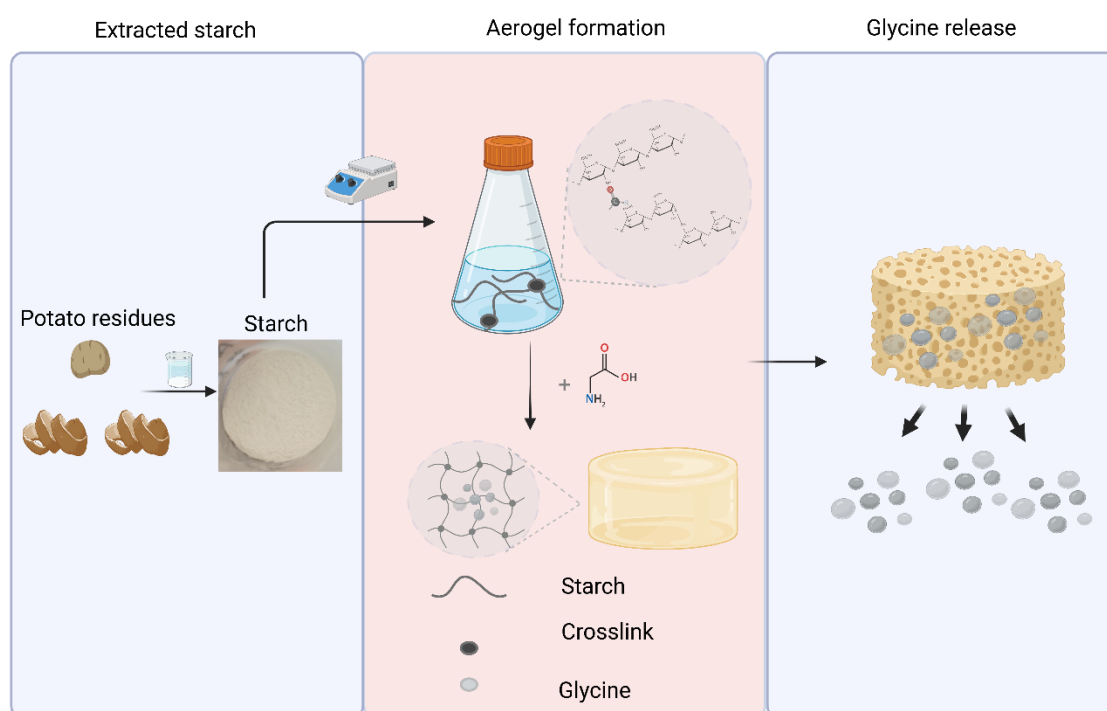 Extracted starch
Aerogel formation
Glycine release
Potato residues
Starch
+
O
OH
NH₂
Starch
Crosslink
Glycine